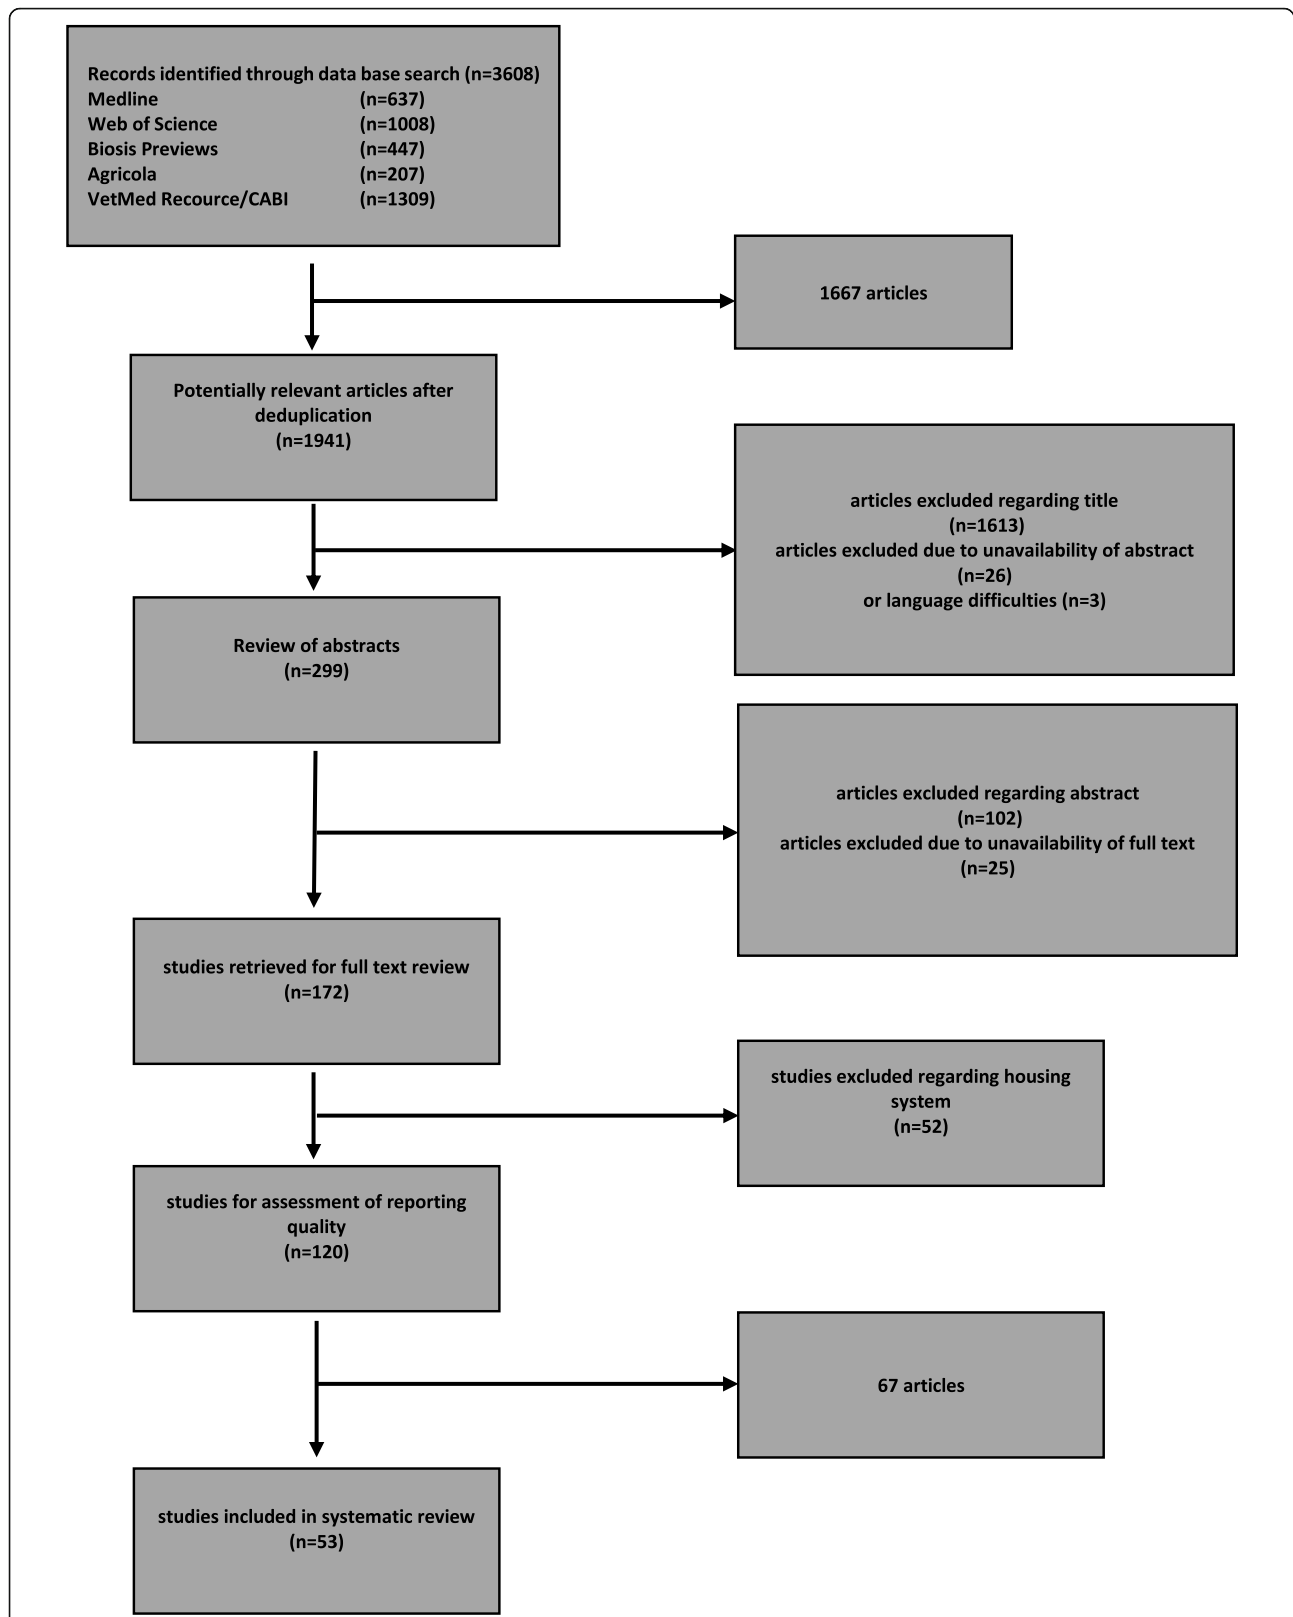 Records identified through data base search (n=3608)
Medline (n=637)
Web of Science (n=1008)
Biosis Previews (n=447)
Agricola (n=207)
VetMed Recource/CABI (n=1309)
1667 articles
Potentially relevant articles after
deduplication
(n=1941)
articles excluded regarding title
(n=1613)
articles excluded due to unavailability of abstract
(n=26)
or language difficulties (n=3)
Review of abstracts
(n=299)
articles excluded regarding abstract
(n=102)
articles excluded due to unavailability of full text
(n=25)
studies retrieved for full text review
(n=172)
studies excluded regarding housing
system
(n=52)
studies for assessment of reporting
quality
(n=120)
67 articles
studies included in systematic review
(n=53)